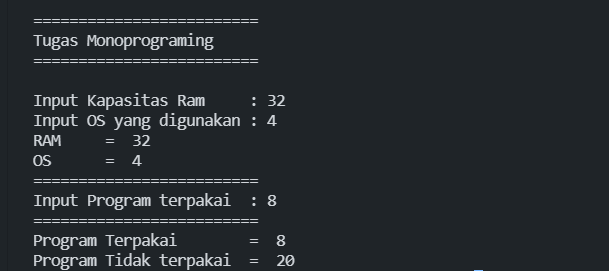 =========================
Tugas Monoprograming
=========================
Input Kapasitas Ram     : 32
Input OS yang digunakan : 4
RAM     =  32
OS      =  4
=========================
Input Program terpakai  : 8
=========================
Program Terpakai        =  8
Program Tidak terpakai  =  20